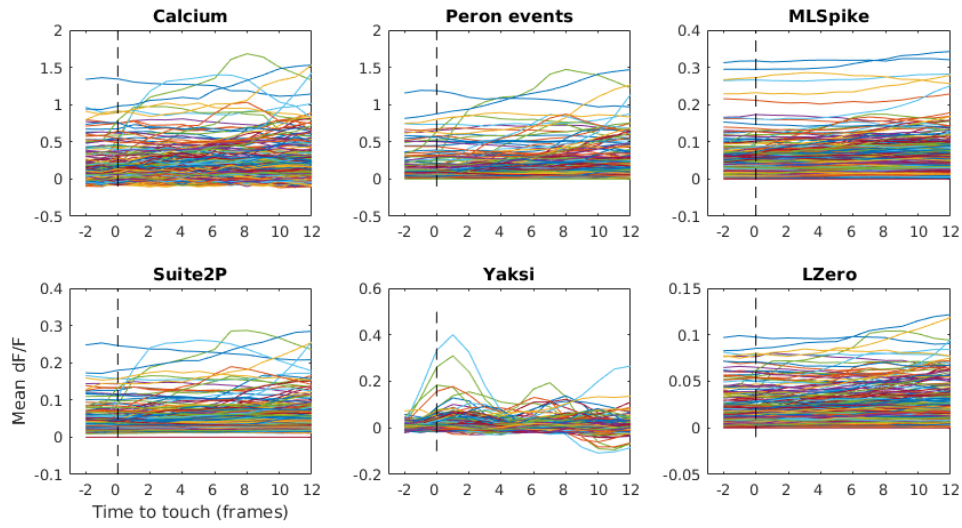 Calcium
2
1.5
1
0.5
0
-0.5
-2 0 2 4 6 8 10 12
Peron events
2
1.5
1
0.5
0
-0.5
-2 0 2 4 6 8 10 12
MLSpike
0.4
0.3
0.2
0.1
0
-0.1
-2 0 2 4 6 8 10 12
Suite2P
Mean dF/F
0.4
0.3
0.2
0.1
0
-0.1
-2 0 2 4 6 8 10 12
Time to touch (frames)
Yaksi
0.6
0.4
0.2
0
-0.2
-2 0 2 4 6 8 10 12
LZero
0.15
0.1
0.05
0
-0.05
-2 0 2 4 6 8 10 12